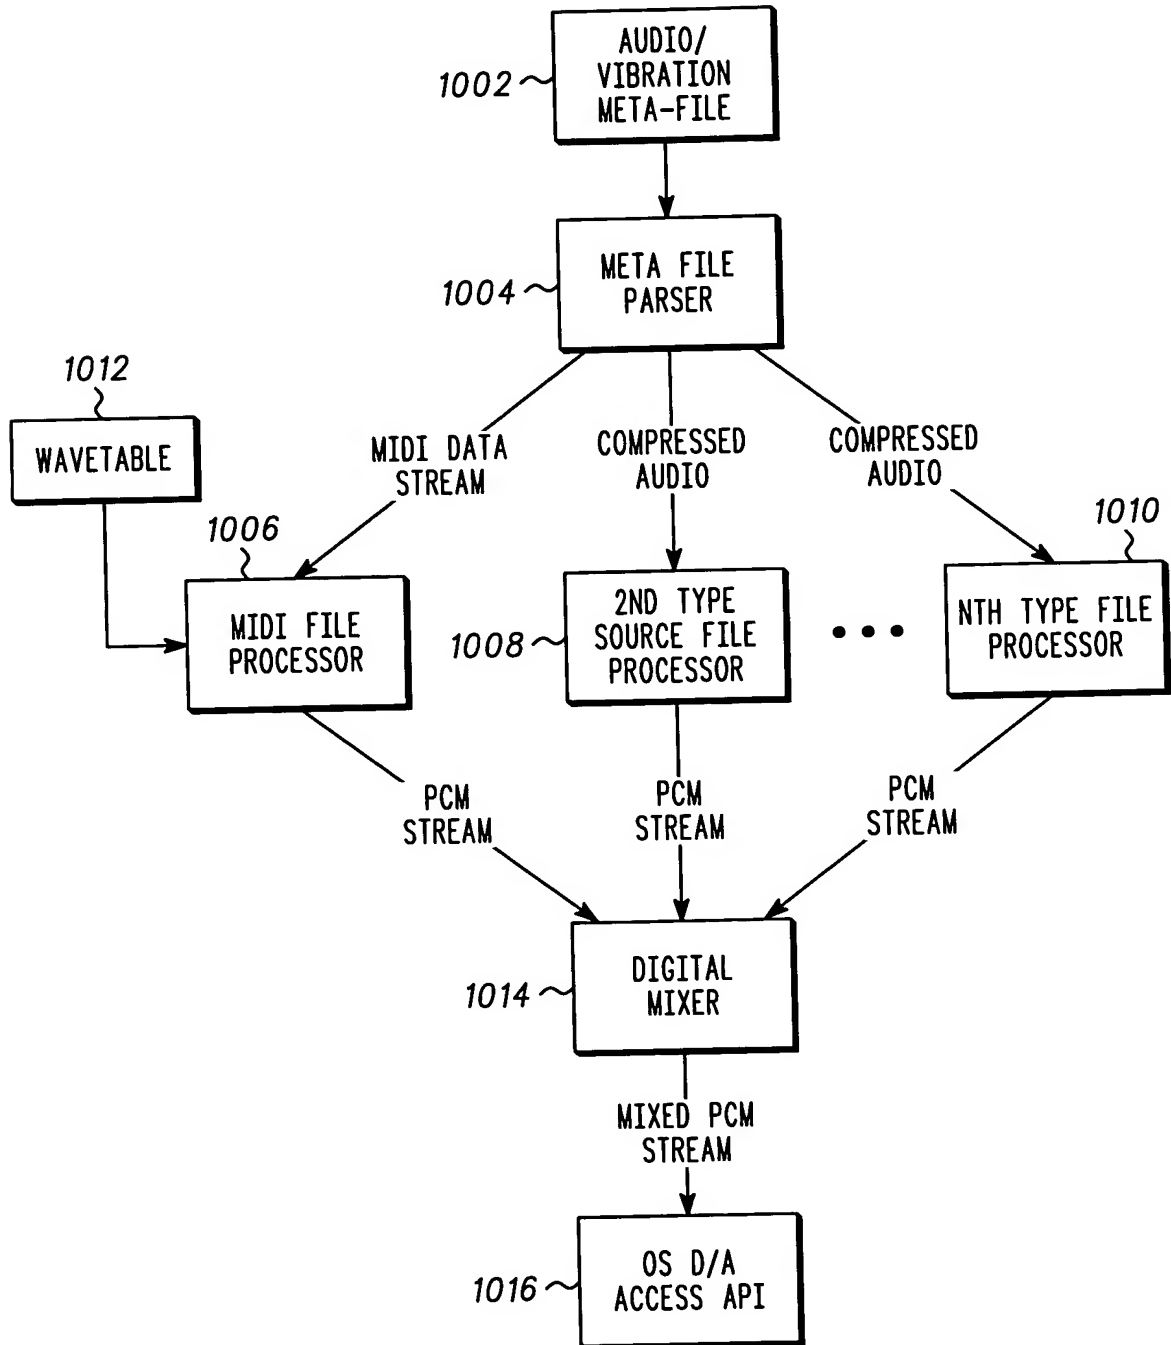 AUDIO/
VIBRATION
META-FILE
1002
META FILE
PARSER
1004
1012
WAVETABLE
MIDI DATA
STREAM
COMPRESSED
AUDIO
COMPRESSED
AUDIO
1006
MIDI FILE
PROCESSOR
1008
2ND TYPE
SOURCE FILE
PROCESSOR
1010
NTH TYPE FILE
PROCESSOR
PCM
STREAM
PCM
STREAM
PCM
STREAM
1014
DIGITAL
MIXER
MIXED PCM
STREAM
1016
OS D/A
ACCESS API